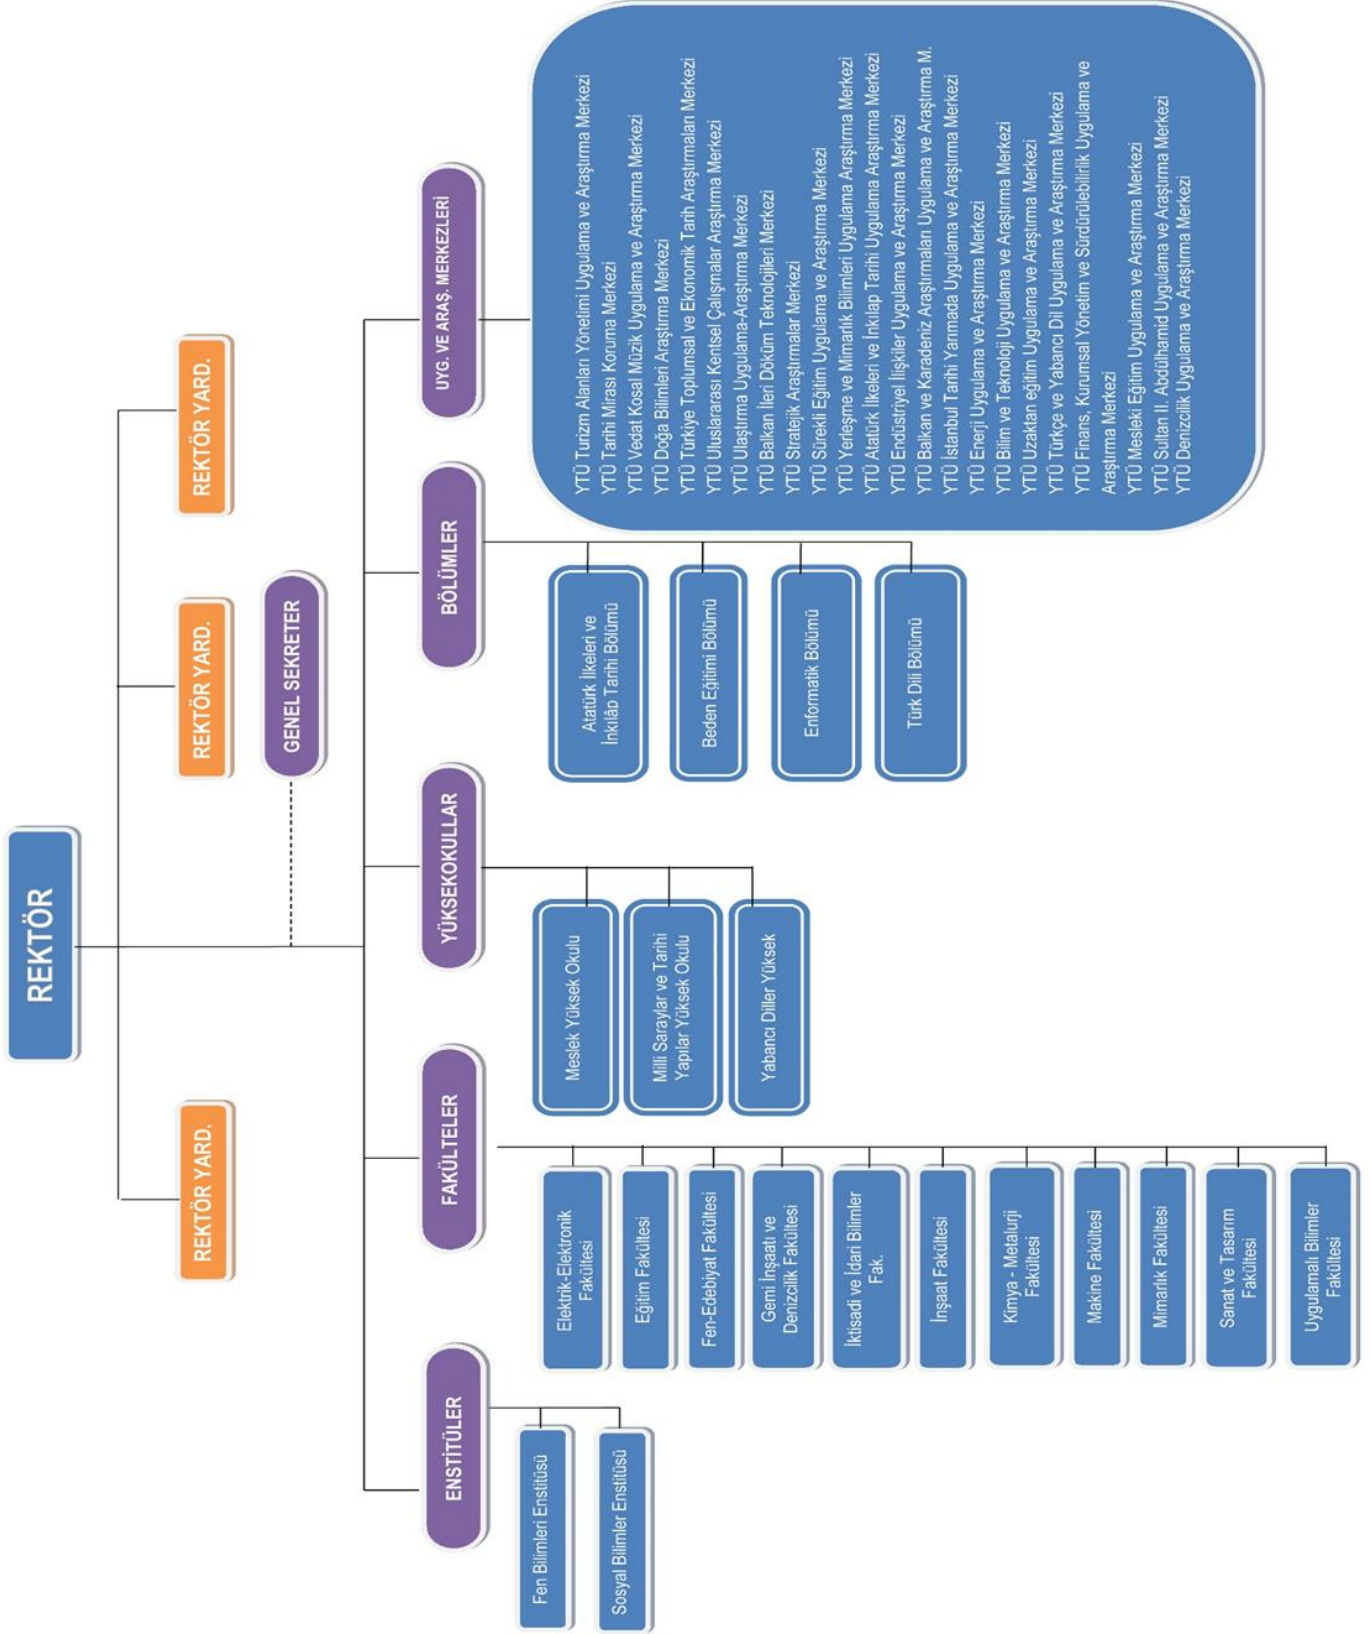 REKTÖR
REKTÖR YARD.
REKTÖR YARD.
REKTÖR YARD.
GENEL SEKRETER
ENSTİTÜLER
FAKÜLTELER
YÜKSEKOKULLAR
BÖLÜMLER
UYG. VE ARAŞ. MERKEZLERİ
Fen Bilimleri Enstitüsü
Sosyal Bilimler Enstitüsü
Elektrik-Elektronik
Fakültesi
Eğitim Fakültesi
Fen-Edebiyat Fakültesi
Gemi İnşaatı ve
Denizcilik Fakültesi
İktisadi ve İdari Bilimler
Fak.
İnşaat Fakültesi
Kimya - Metalurji
Fakültesi
Makine Fakültesi
Mimarlık Fakültesi
Sanat ve Tasarım
Fakültesi
Uygulamalı Bilimler
Fakültesi
Meslek Yüksek Okulu
Milli Saraylar ve Tarihi
Yapılar Yüksek Okulu
Yabancı Diller Yüksek
Atatürk İlkeleri ve
İnkılâp Tarihi Bölümü
Beden Eğitimi Bölümü
Enformatik Bölümü
Türk Dili Bölümü
YTÜ Turizm Alanları Yönetimi Uygulama ve Araştırma Merkezi
YTÜ Tarihi Mirası Koruma Merkezi
YTÜ Vedat Kosal Müzik Uygulama ve Araştırma Merkezi
YTÜ Doğa Bilimleri Araştırma Merkezi
YTÜ Türkiye Toplumsal ve Ekonomik Tarih Araştırmaları Merkezi
YTÜ Uluslararası Kentsel Çalışmalar Araştırma Merkezi
YTÜ Ulaştırma Uygulama-Araştırma Merkezi
YTÜ Balkan İleri Döküm Teknolojileri Merkezi
YTÜ Stratejik Araştırmalar Merkezi
YTÜ Sürekli Eğitim Uygulama ve Araştırma Merkezi
YTÜ Yerleşme ve Mimarlık Bilimleri Uygulama Araştırma Merkezi
YTÜ Atatürk İlkeleri ve İnkılap Tarihi Uygulama Araştırma Merkezi
YTÜ Endüstriyel İlişkiler Uygulama ve Araştırma Merkezi
YTÜ Balkan ve Karadeniz Araştırmaları Uygulama ve Araştırma M.
YTÜ İstanbul Tarihi Yarımada Uygulama ve Araştırma Merkezi
YTÜ Enerji Uygulama ve Araştırma Merkezi
YTÜ Bilim ve Teknoloji Uygulama ve Araştırma Merkezi
YTÜ Uzaktan eğitim Uygulama ve Araştırma Merkezi
YTÜ Türkçe ve Yabancı Dil Uygulama ve Araştırma Merkezi
YTÜ Finans, Kurumsal Yönetim ve Sürdürülebilirlik Uygulama ve
Araştırma Merkezi
YTÜ Mesleki Eğitim Uygulama ve Araştırma Merkezi
YTÜ Sultan II. Abdülhamid Uygulama ve Araştırma Merkezi
YTÜ Denizcilik Uygulama ve Araştırma Merkezi